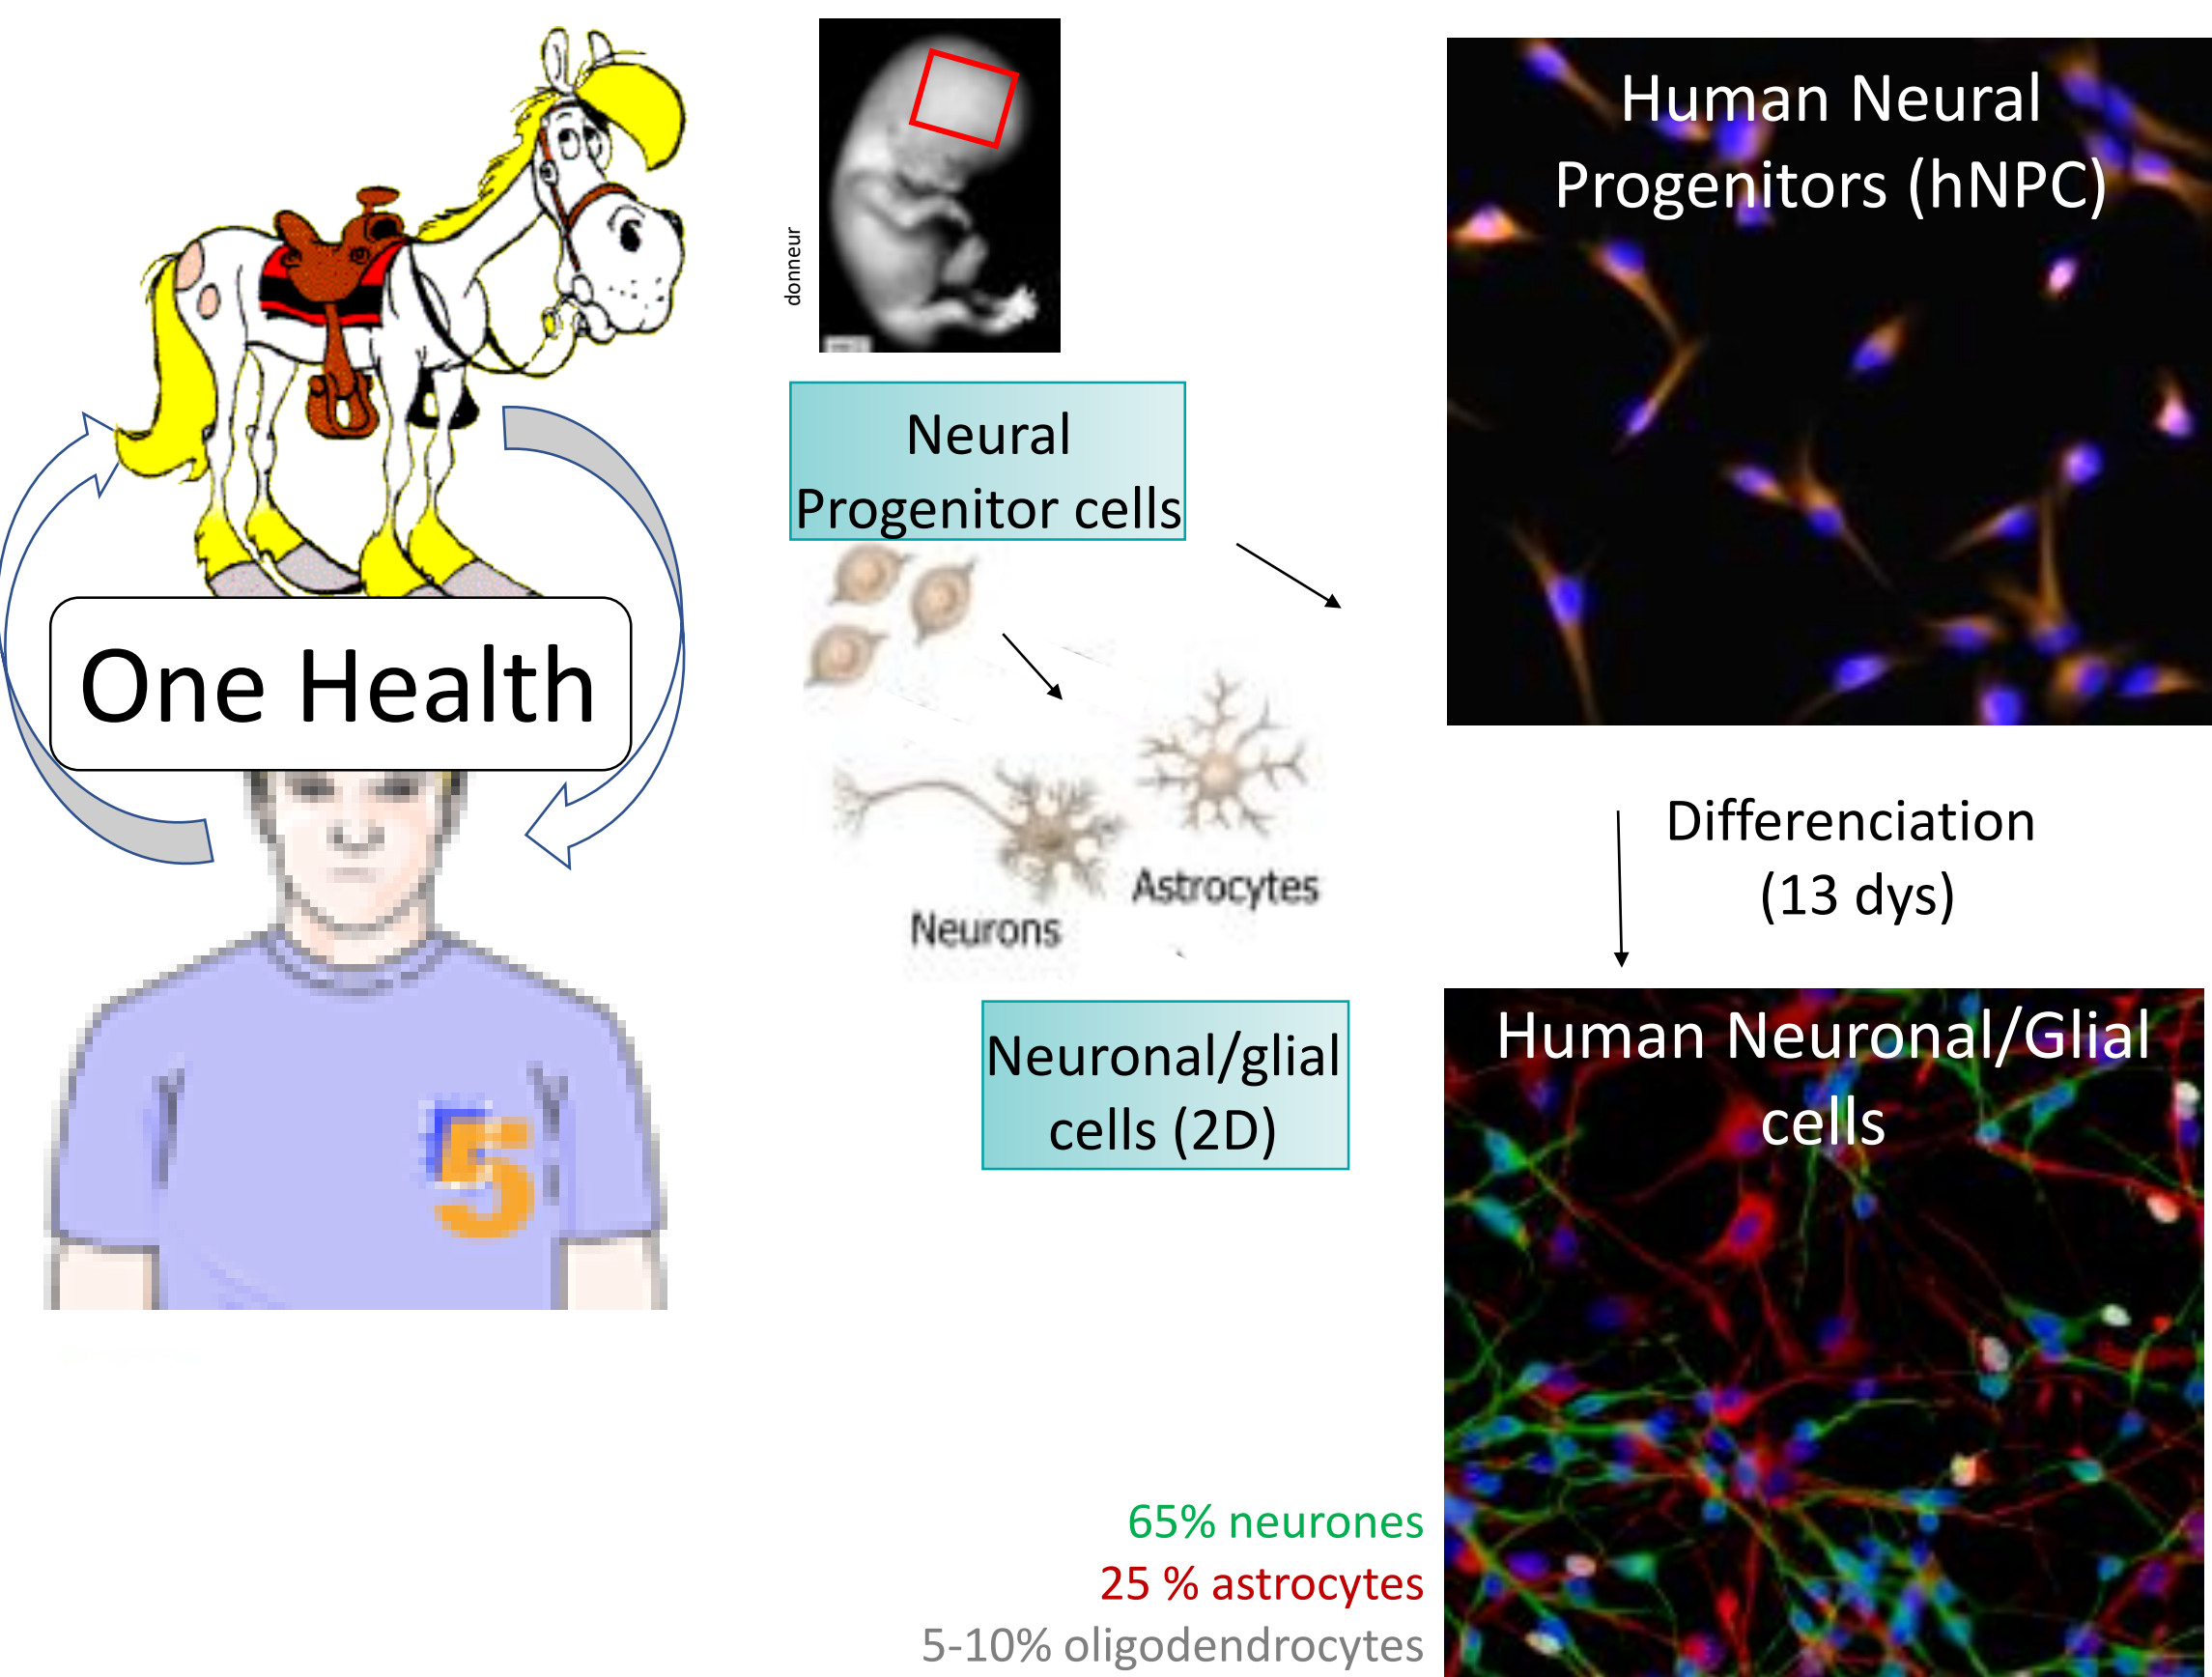 One Health
5
donneur
Neural
Progenitor cells
Neurons
Astrocytes
Neuronal/glial
cells (2D)
Human Neural
Progenitors (hNPC)
Differenciation
(13 dys)
Human Neuronal/Glial
cells
65% neurones
25 % astrocytes
5-10% oligodendrocytes